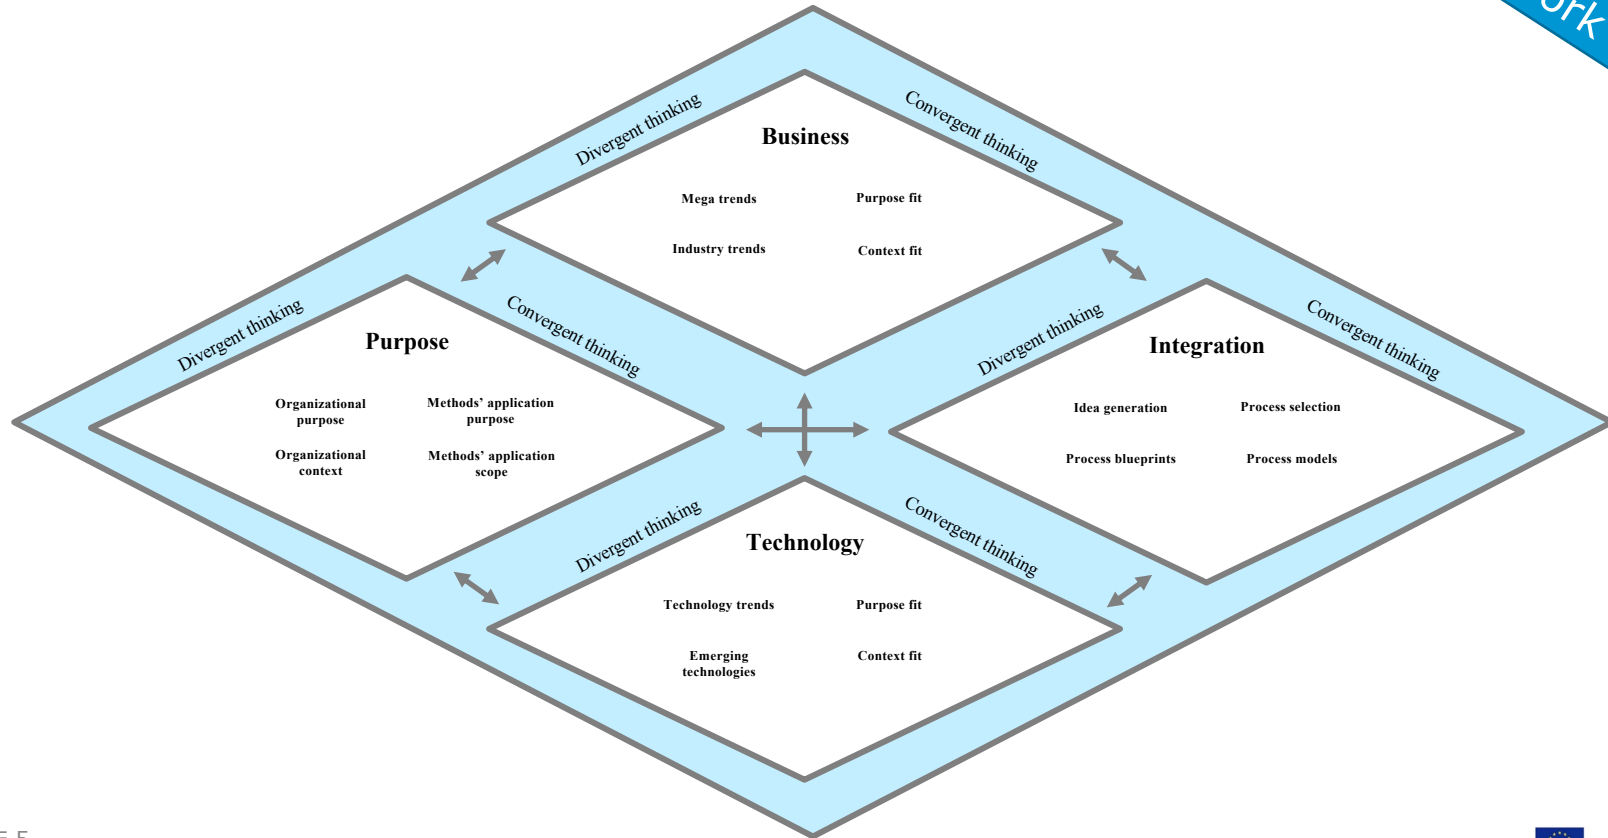 ork
Divergent thinking
Convergent thinking
Business
Mega trends
Purpose fit
Industry trends
Context fit
Divergent thinking
Convergent thinking
Purpose
Organizational
purpose
Methods’ application
purpose
Organizational
context
Methods’ application
scope
Divergent thinking
Convergent thinking
Integration
Idea generation
Process selection
Process blueprints
Process models
Divergent thinking
Convergent thinking
Technology
Technology trends
Purpose fit
Emerging
technologies
Context fit